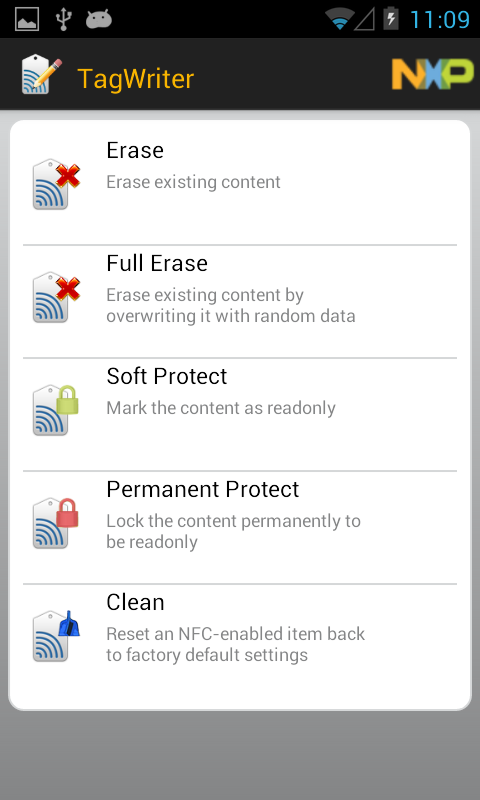 11:09
TagWriter
NXP
Erase
Erase existing content
Full Erase
Erase existing content by
overwriting it with random data
Soft Protect
Mark the content as readonly
Permanent Protect
Lock the content permanently to
be readonly
Clean
Reset an NFC-enabled item back
to factory default settings